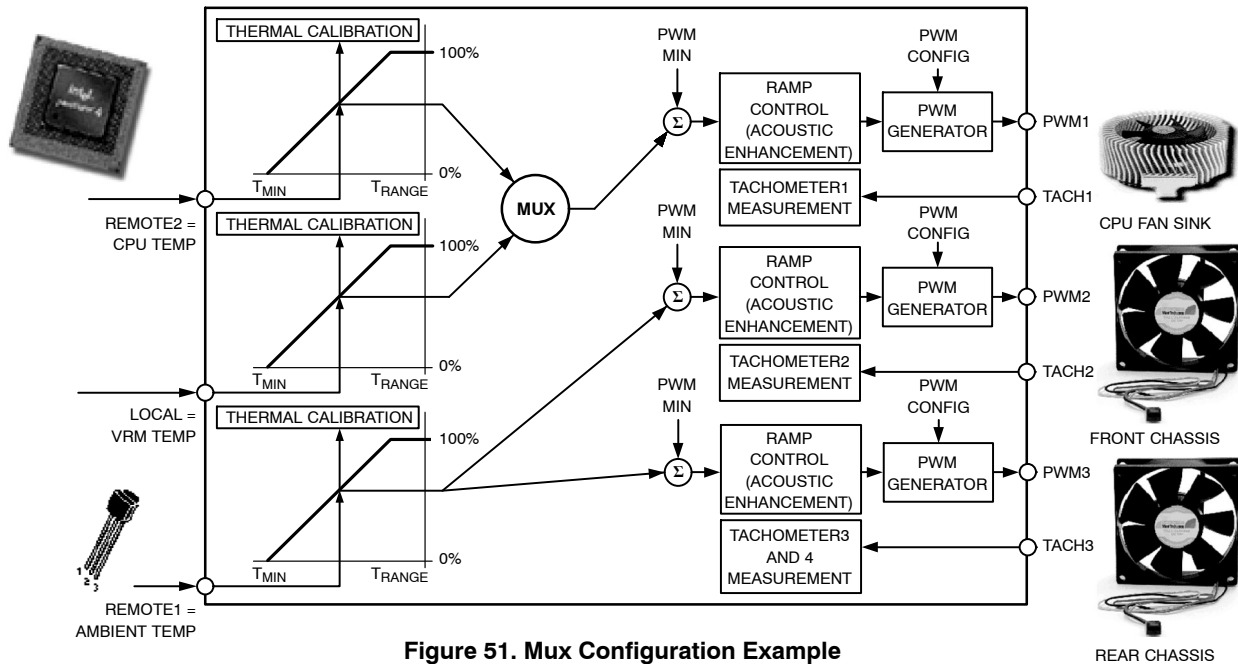 THERMAL CALIBRATION
100%
0%
TMIN
TRANGE
REMOTE2 =
CPU TEMP
THERMAL CALIBRATION
100%
0%
TMIN
TRANGE
LOCAL =
VRM TEMP
THERMAL CALIBRATION
100%
0%
TMIN
TRANGE
REMOTE1 =
AMBIENT TEMP
intel
1
2
3
MUX
PWM
MIN
Σ
RAMP
CONTROL
(ACOUSTIC
ENHANCEMENT)
PWM
CONFIG
PWM
GENERATOR
PWM1
TACHOMETER1
MEASUREMENT
TACH1
CPU FAN SINK
PWM
MIN
Σ
RAMP
CONTROL
(ACOUSTIC
ENHANCEMENT)
PWM
CONFIG
PWM
GENERATOR
PWM2
TACHOMETER2
MEASUREMENT
TACH2
FRONT CHASSIS
PWM
MIN
Σ
RAMP
CONTROL
(ACOUSTIC
ENHANCEMENT)
PWM
CONFIG
PWM
GENERATOR
PWM3
TACHOMETER3
AND 4
MEASUREMENT
TACH3
REAR CHASSIS
Figure 51. Mux Configuration Example